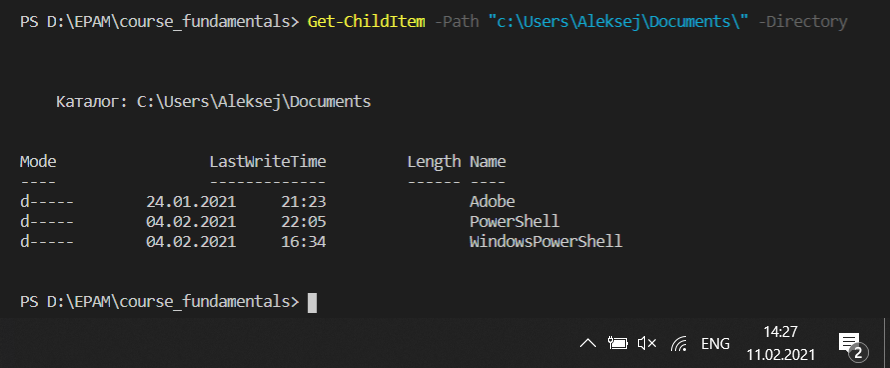 PS D:\EPAM\course_fundamentals> Get-ChildItem -Path "c:\Users\Aleksej\Documents\" -Directory
Каталог: C:\Users\Aleksej\Documents
Mode LastWriteTime Length Name
---- ------------- ------ ----
d----- 24.01.2021 21:23 Adobe
d----- 04.02.2021 22:05 PowerShell
d----- 04.02.2021 16:34 WindowsPowerShell
PS D:\EPAM\course_fundamentals>
ENG 14:27
11.02.2021 2